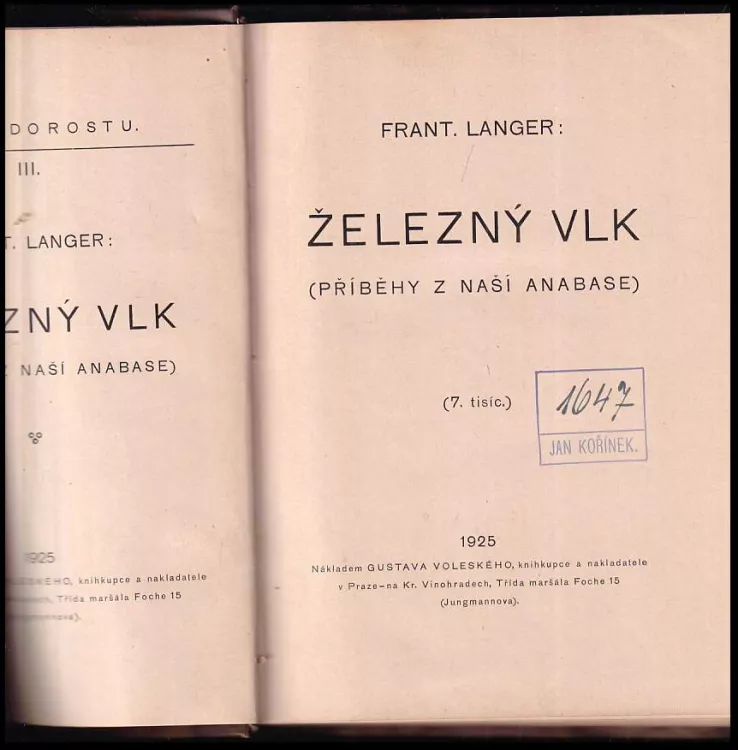 DOROSTU.
III.
T. LANGER:
ZNÝ VLK
NAŠÍ ANABASE)
1925
knihkupce a nakladatele
Třída maršála Foche 15
FRANT. LANGER:
ŽELEZNÝ VLK
(PŘÍBĚHY Z NAŠÍ ANABASE)
(7. tisíc.)
1647
JAN KOŘÍNEK.
1925
Nákladem GUSTAVA VOLESKÉHO, knihkupce a nakladatele
v Praze-na Kr. Vinohradech, Třída maršála Foche 15
(Jungmannova).